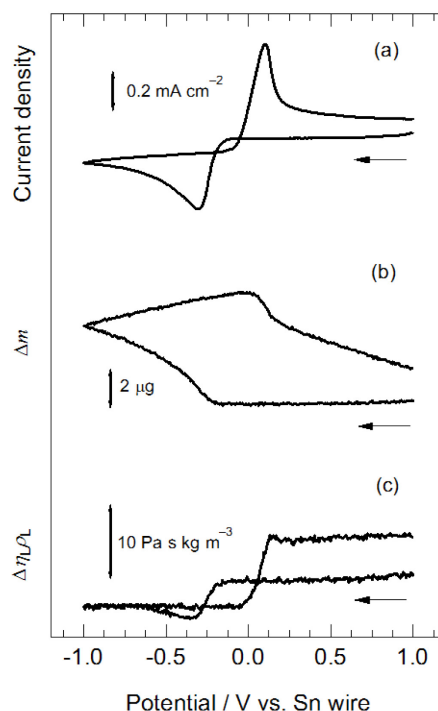 (a)
0.2 mA cm⁻²
Current density
(b)
Δm
2 μg
(c)
Δη_Lρ_L
10 Pa s kg m⁻³
-1.0 -0.5 0.0 0.5 1.0
Potential / V vs. Sn wire